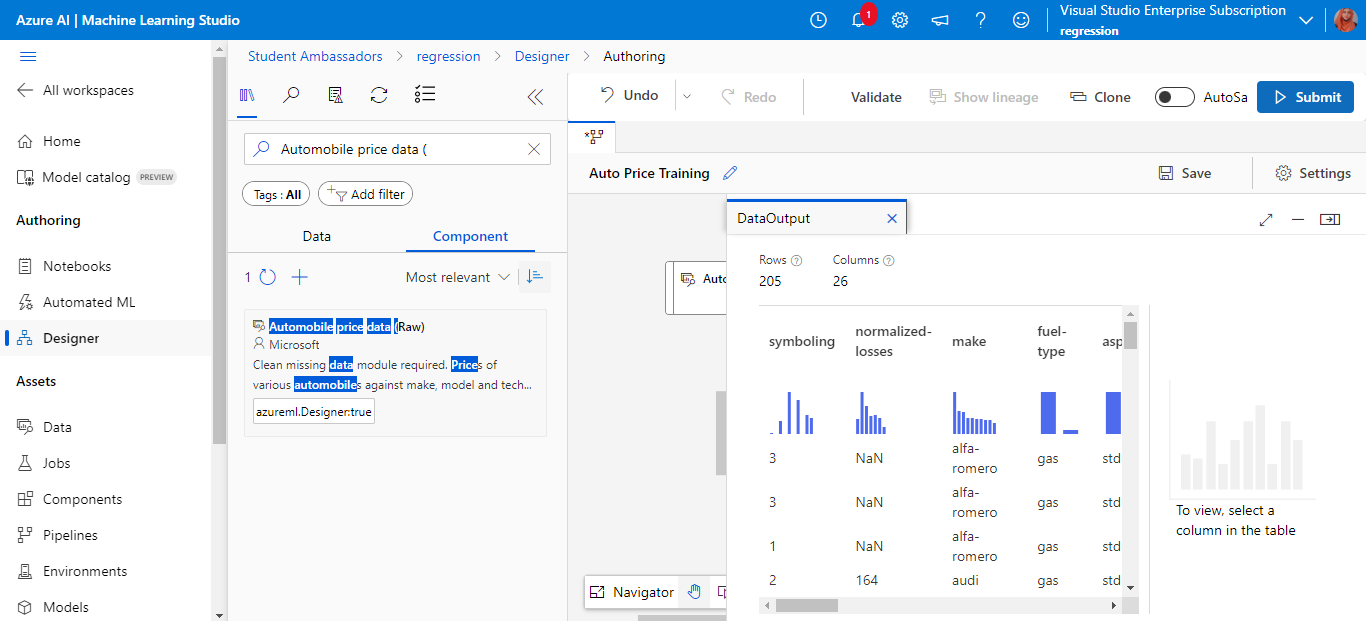 Azure AI | Machine Learning Studio
1
Visual Studio Enterprise Subscription
regression
All workspaces
Home
Model catalog PREVIEW
Authoring
Notebooks
Automated ML
Designer
Assets
Data
Jobs
Components
Pipelines
Environments
Models
Student Ambassadors > regression > Designer > Authoring
Automobile price data (
Tags : All
Add filter
Data
Component
1
Most relevant
Automobile price data (Raw)
Microsoft
Clean missing data module required. Prices of
various automobiles against make, model and tech...
azureml.Designer:true
Undo
Redo
Validate
Show lineage
Clone
AutoSa
Submit
Auto Price Training
Save
Settings
Auto
Navigator
DataOutput
Rows
Columns
205
26
symboling
normalized-
losses
make
fuel-
type
asp
3 NaN alfa-
romero gas std
3 NaN alfa-
romero gas std
1 NaN alfa-
romero gas std
2 164 audi gas std
To view, select a
column in the table